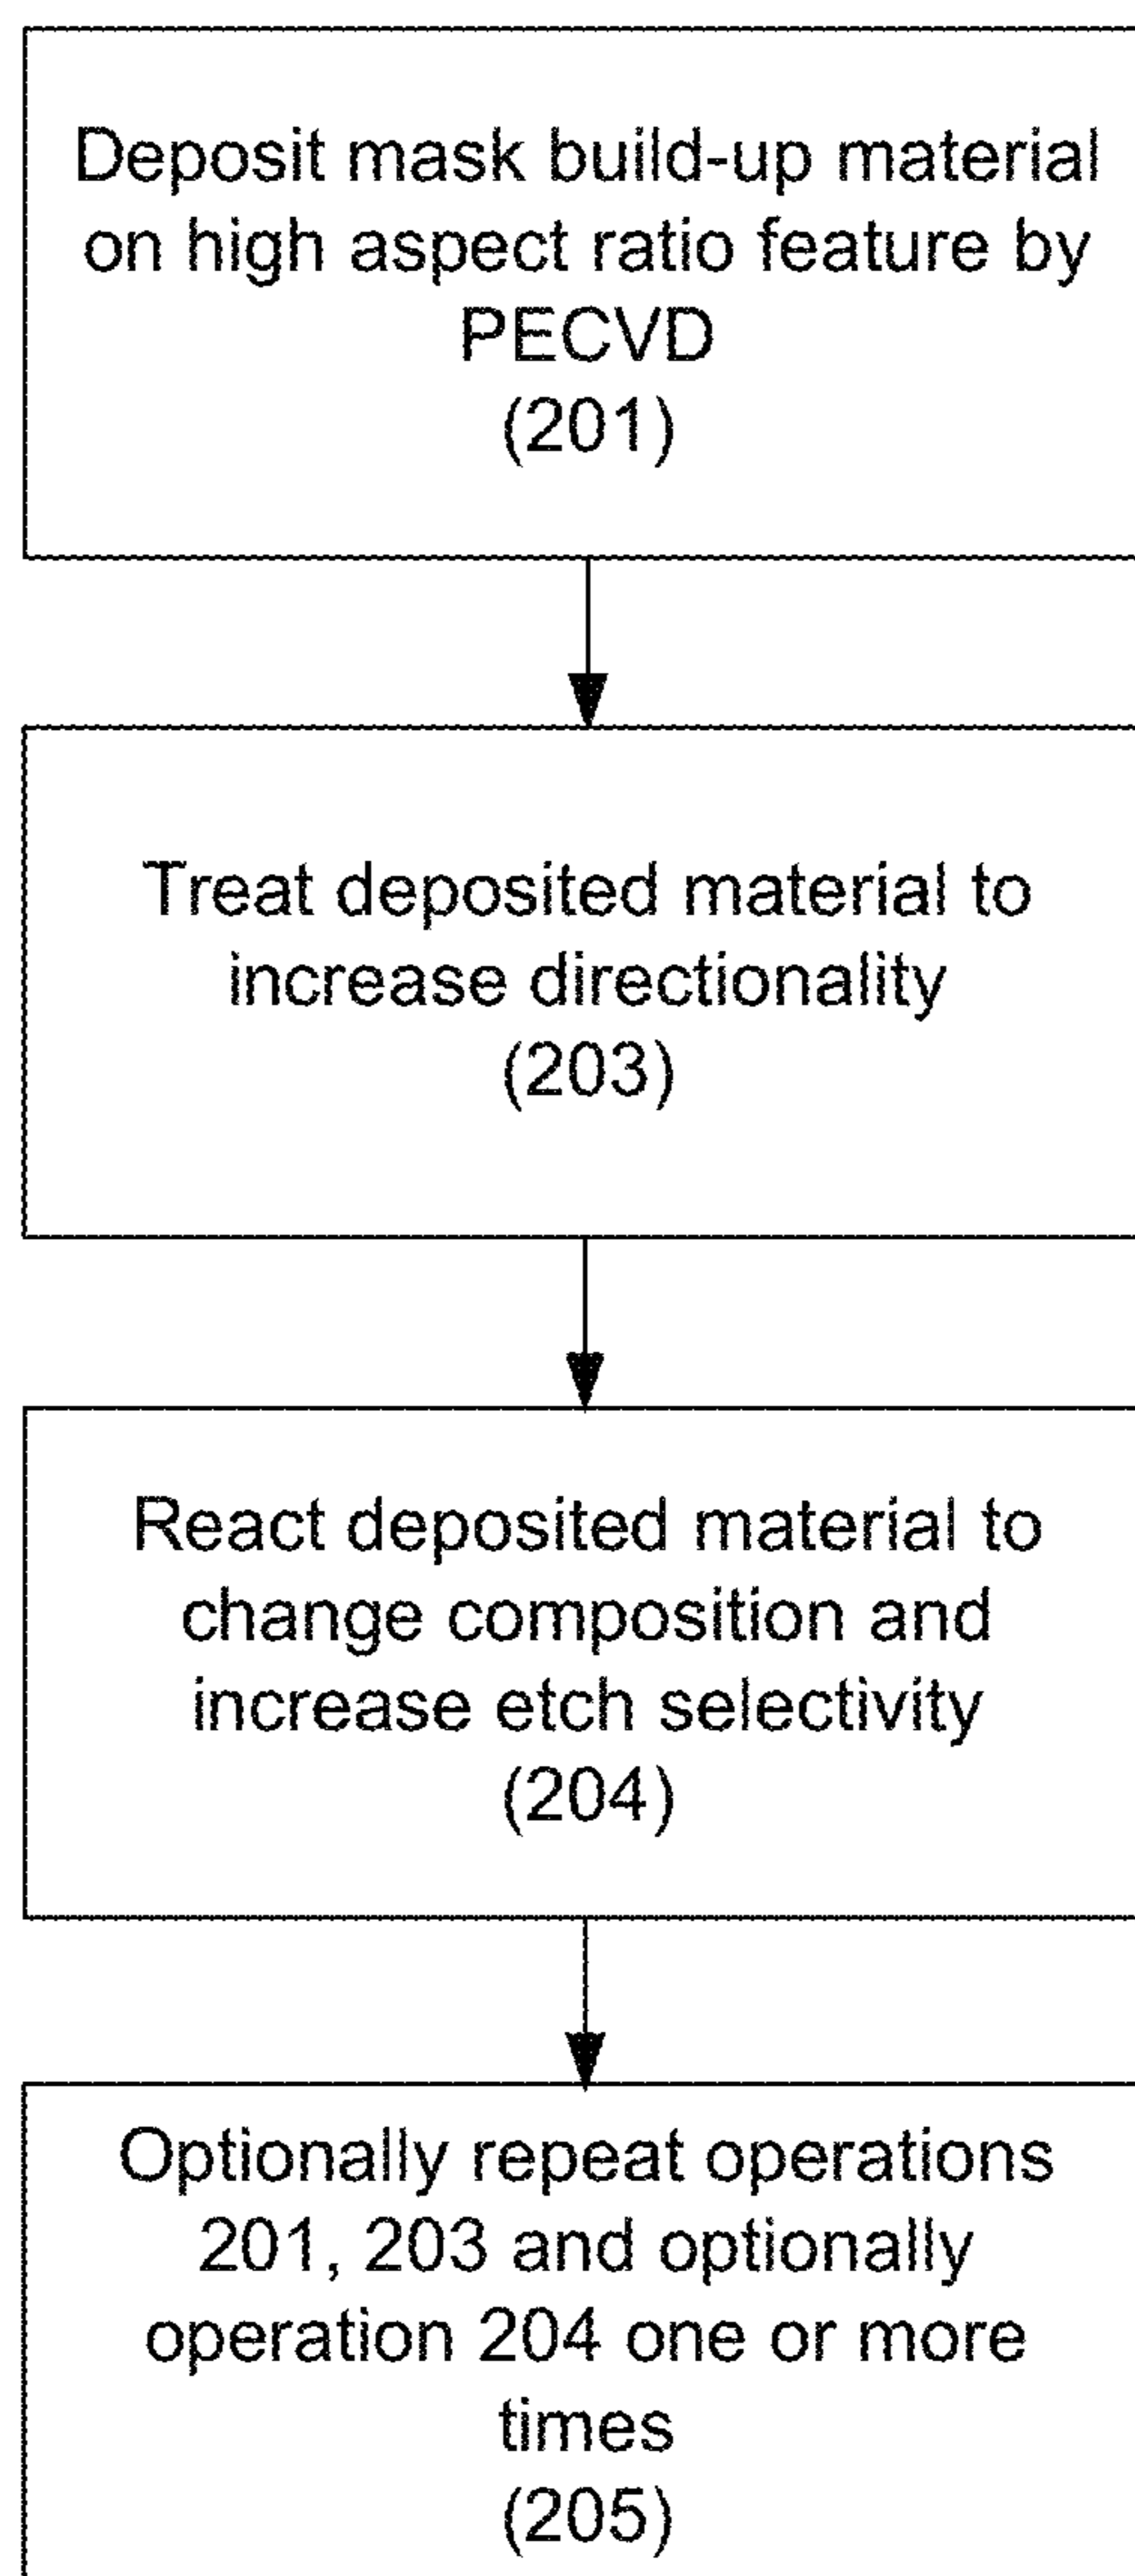 Deposit mask build-up material
on high aspect ratio feature by
PECVD
(201)
Treat deposited material to
increase directionality
(203)
React deposited material to
change composition and
increase etch selectivity
(204)
Optionally repeat operations
201, 203 and optionally
operation 204 one or more
times
(205)